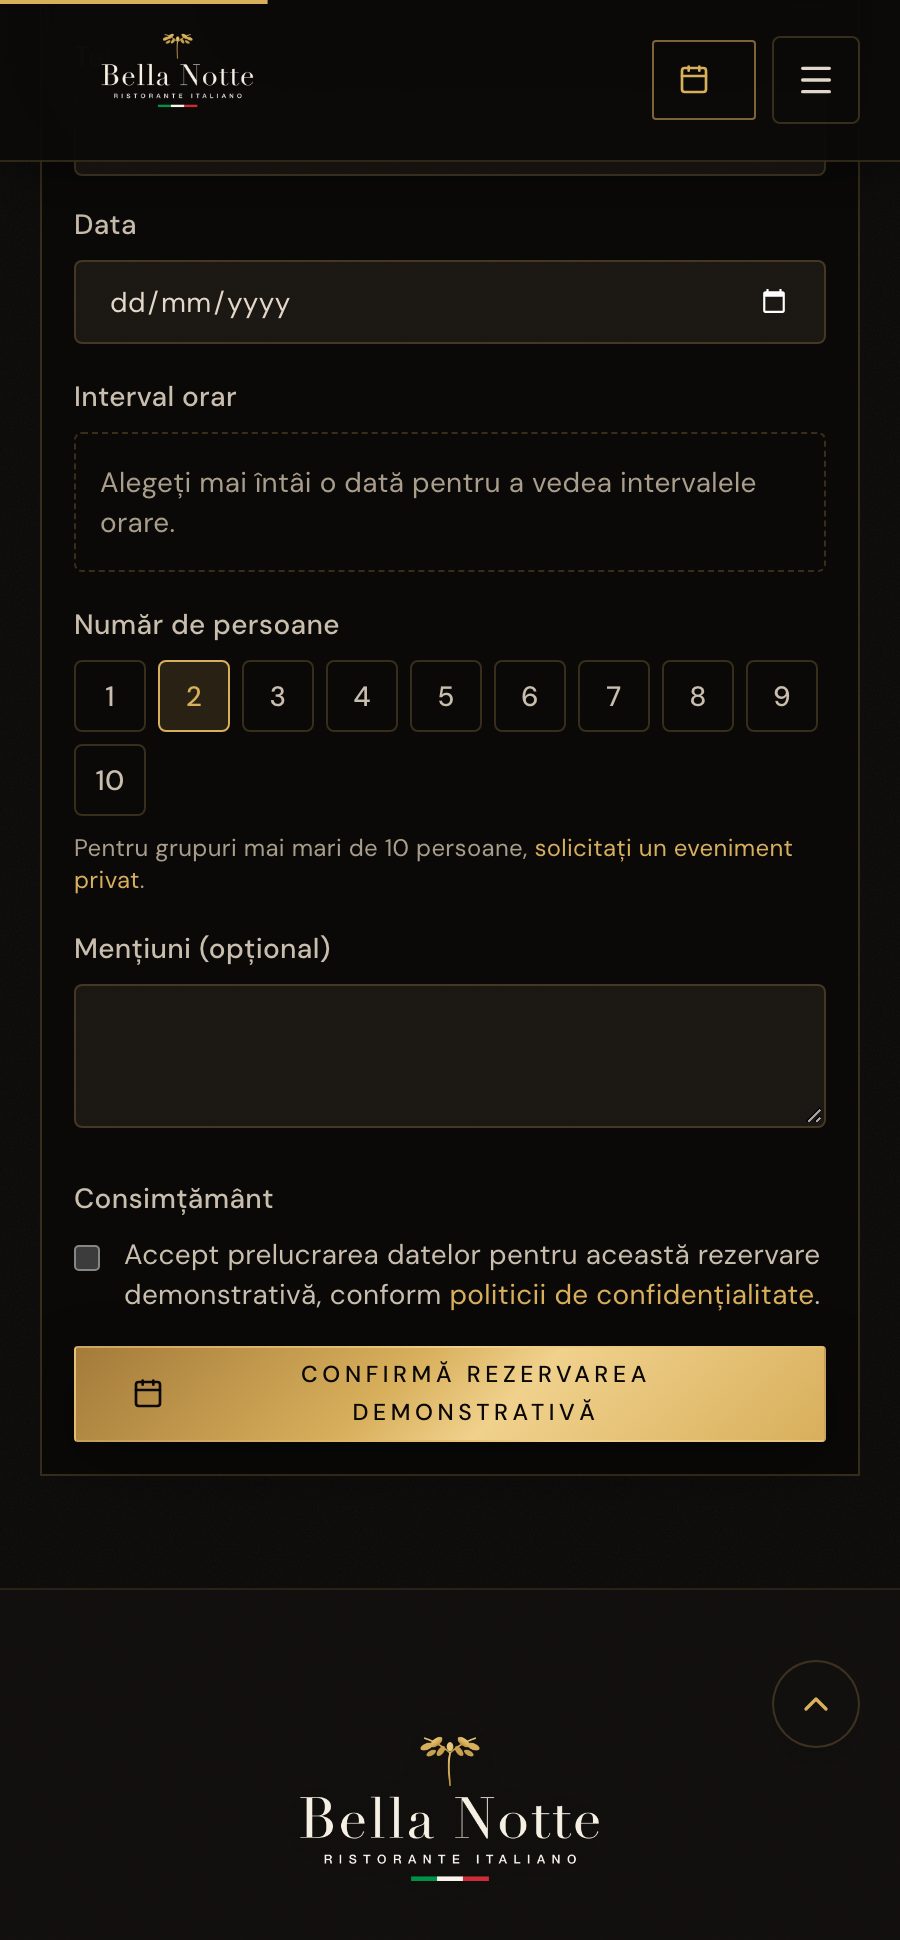 Bella Notte
RISTORANTE ITALIANO
Data
dd/mm/yyyy
Interval orar
Alegeți mai întâi o dată pentru a vedea intervalele
orare.
Număr de persoane
1 2 3 4 5 6 7 8 9
10
Pentru grupuri mai mari de 10 persoane, solicitați un eveniment
privat.
Mențiuni (opțional)
Consimțământ
Accept prelucrarea datelor pentru această rezervare
demonstrativă, conform politicii de confidențialitate.
CONFIRMĂ REZERVAREA
DEMONSTRATIVĂ
Bella Notte
RISTORANTE ITALIANO